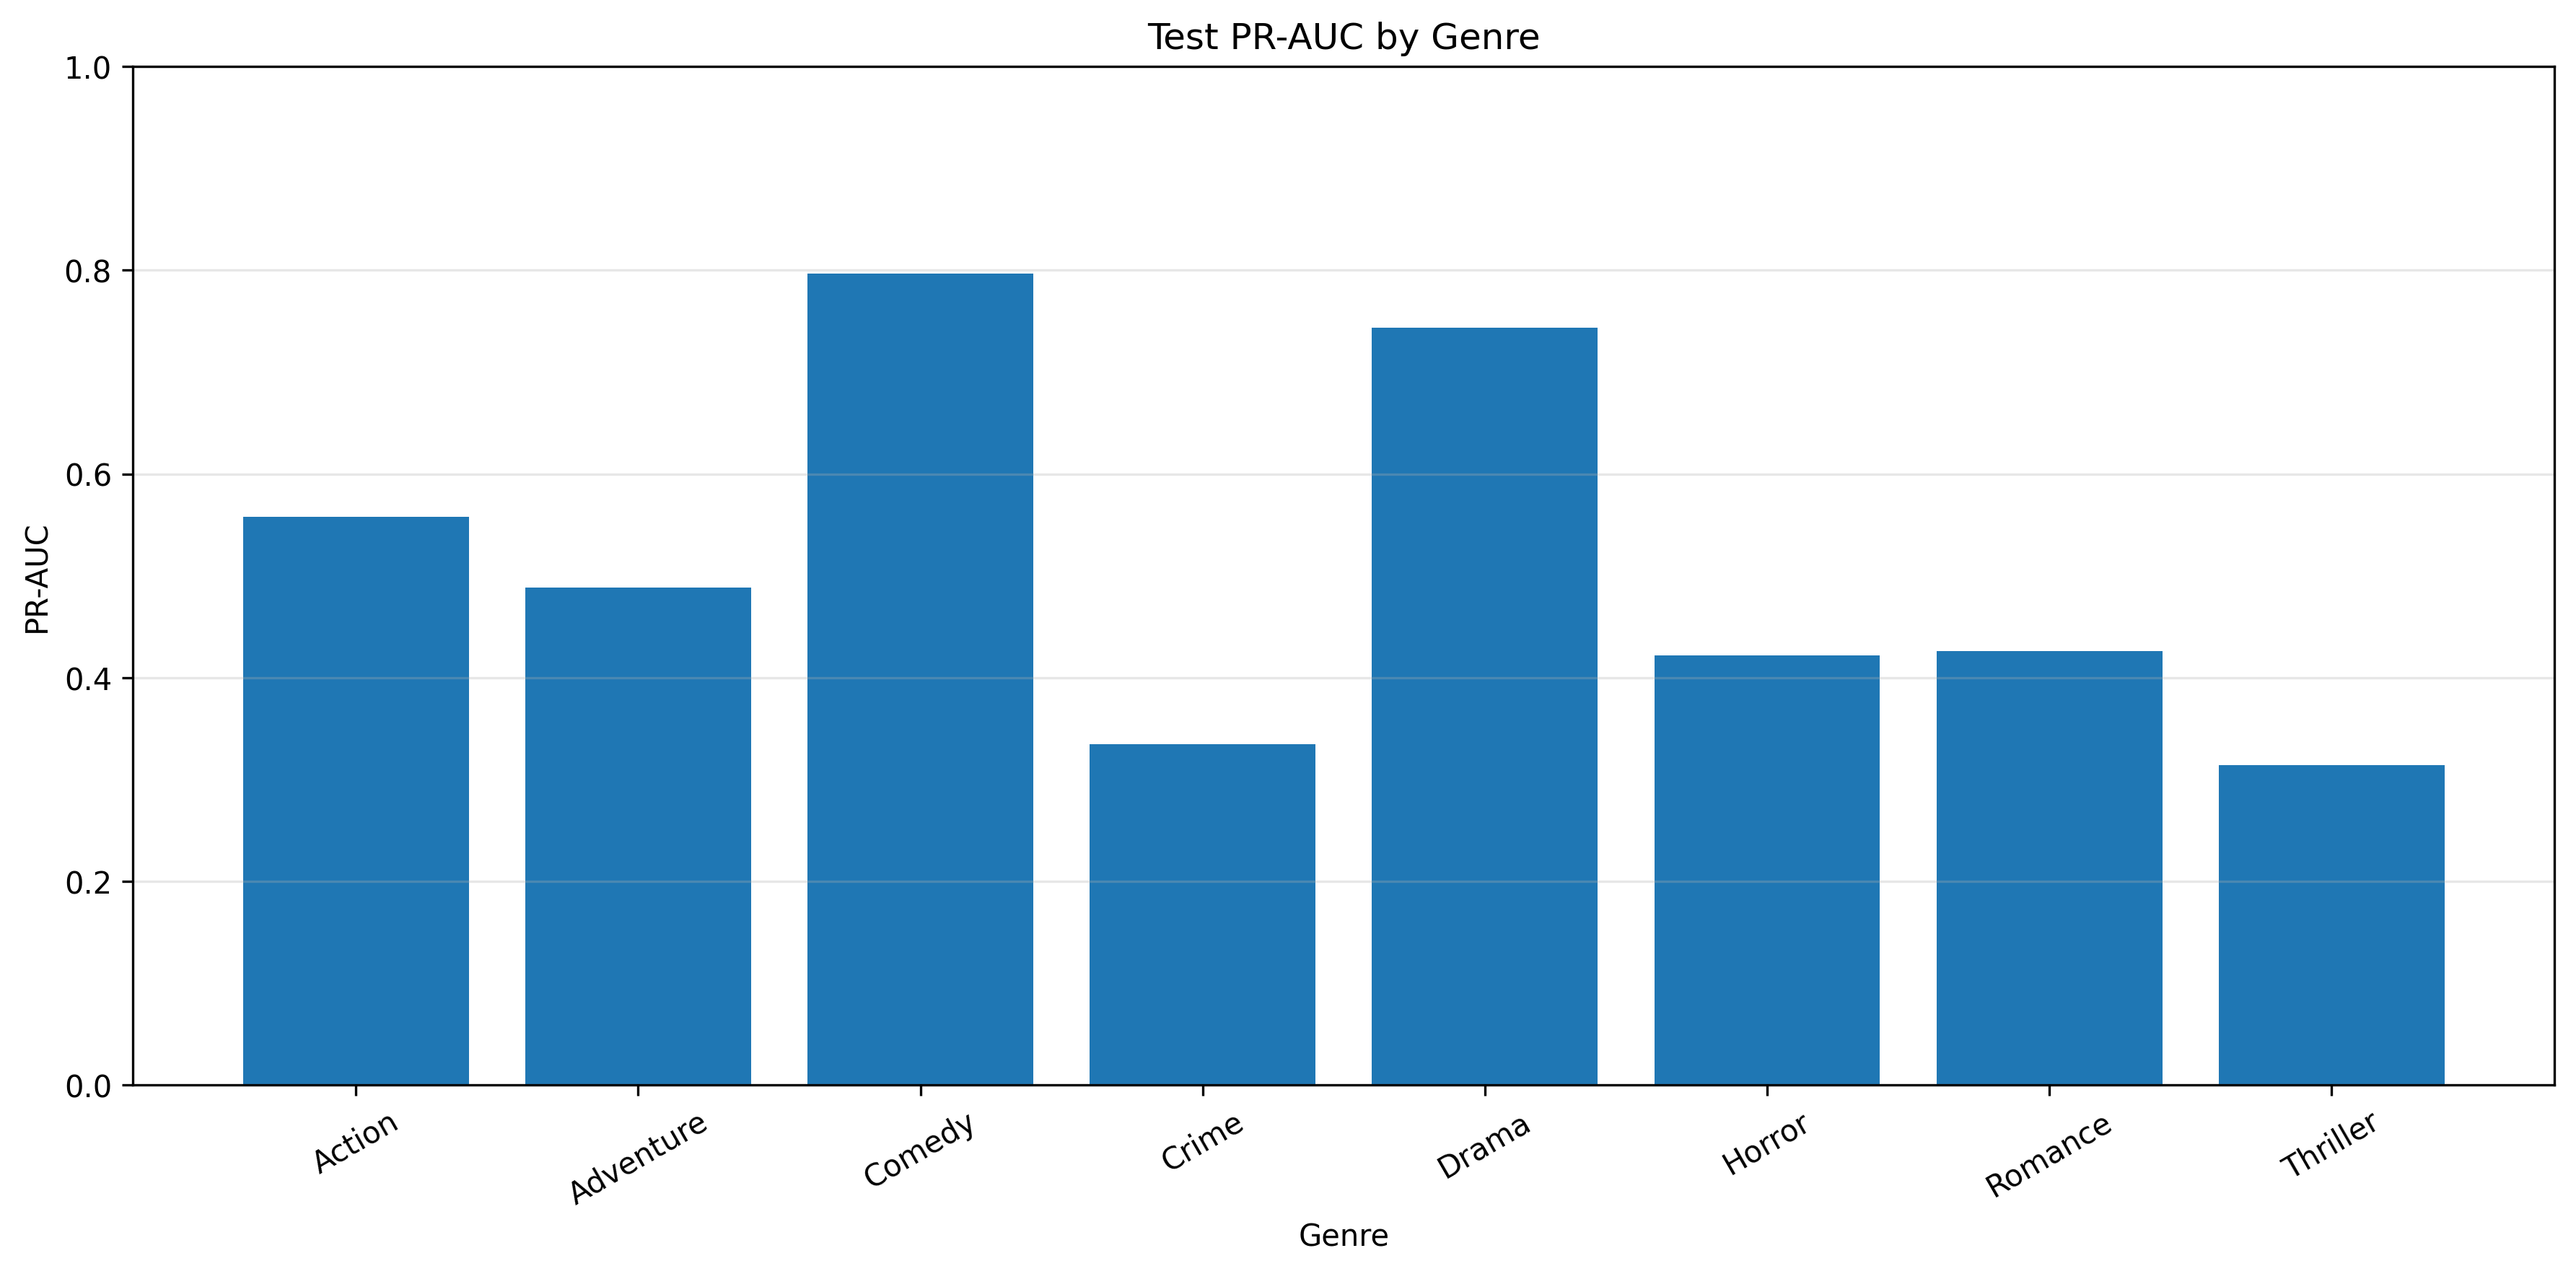 Test PR-AUC by Genre
1.0
0.8
0.6
0.4
0.2
0.0
PR-AUC
Action
Adventure
Comedy
Crime
Drama
Horror
Romance
Thriller
Genre